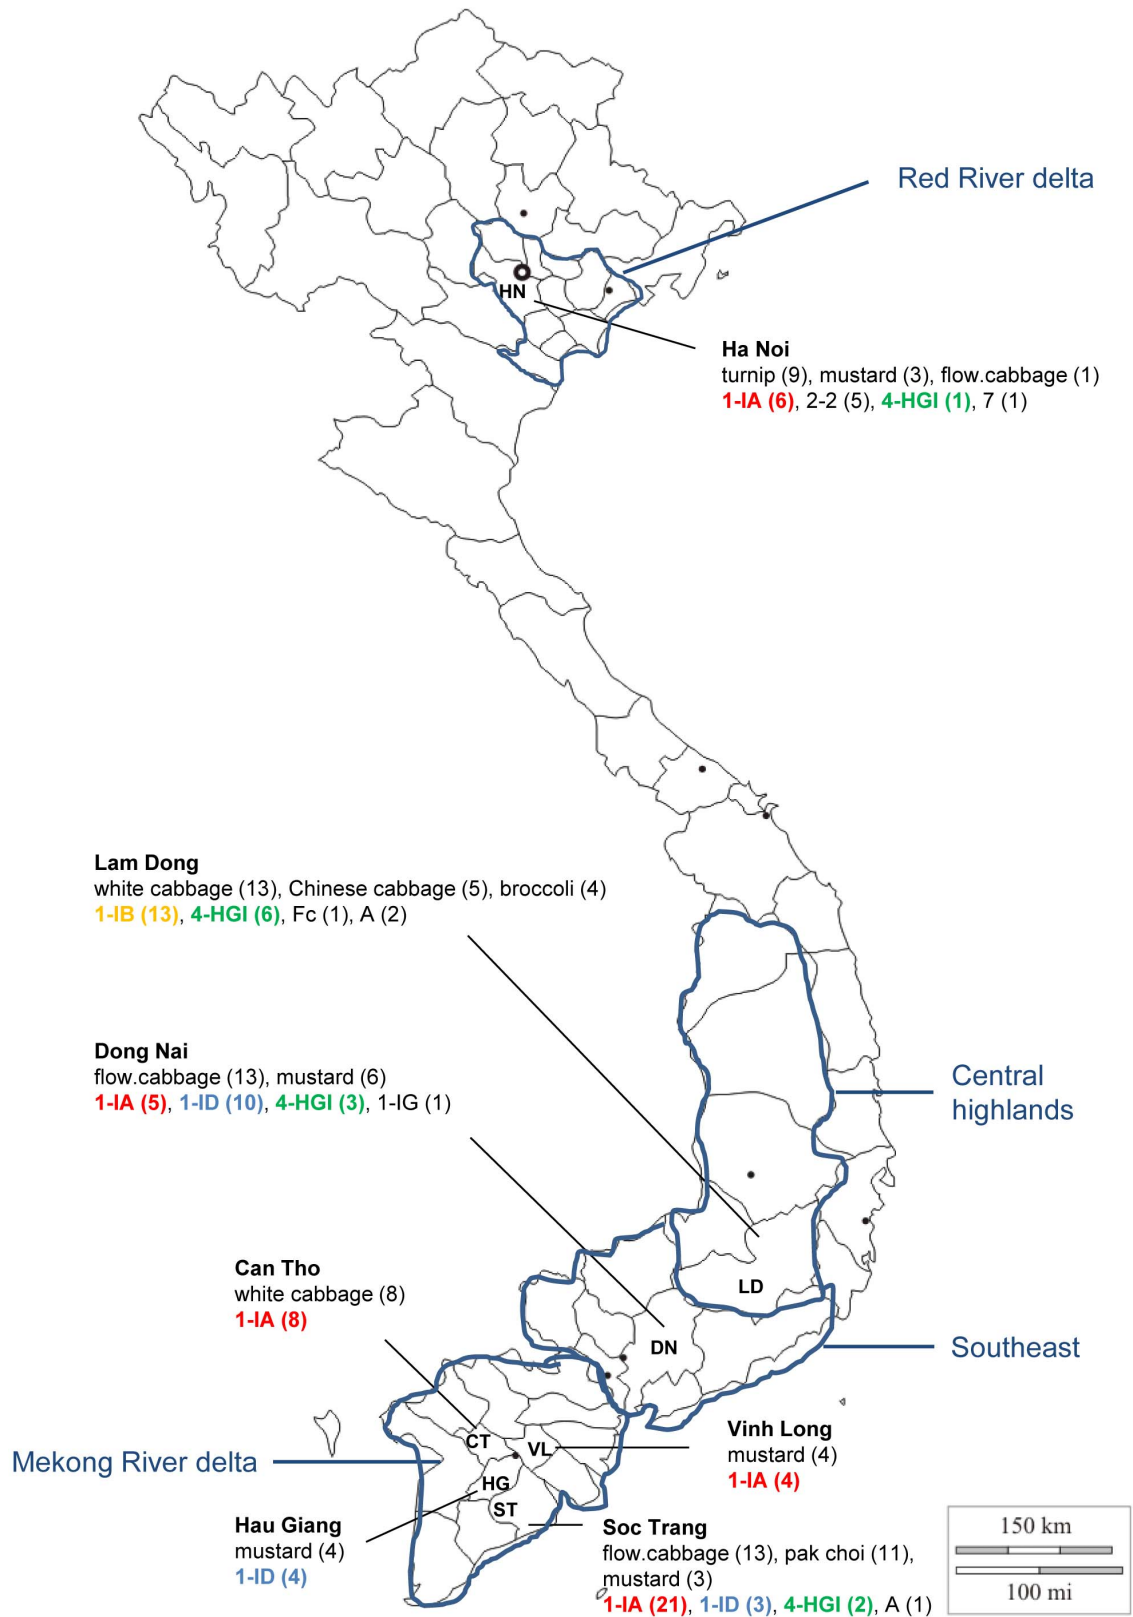 Red River delta
HN
Ha Noi
turnip (9), mustard (3), flow.cabbage (1)
1-IA (6), 2-2 (5), 4-HGI (1), 7 (1)
Lam Dong
white cabbage (13), Chinese cabbage (5), broccoli (4)
1-IB (13), 4-HGI (6), Fc (1), A (2)
Dong Nai
flow.cabbage (13), mustard (6)
1-IA (5), 1-ID (10), 4-HGI (3), 1-IG (1)
Central
highlands
Can Tho
white cabbage (8)
1-IA (8)
LD
DN
Southeast
Vinh Long
mustard (4)
1-IA (4)
CT
VL
Mekong River delta
HG
ST
Hau Giang
mustard (4)
1-ID (4)
Soc Trang
flow.cabbage (13), pak choi (11),
mustard (3)
1-IA (21), 1-ID (3), 4-HGI (2), A (1)
150 km
100 mi